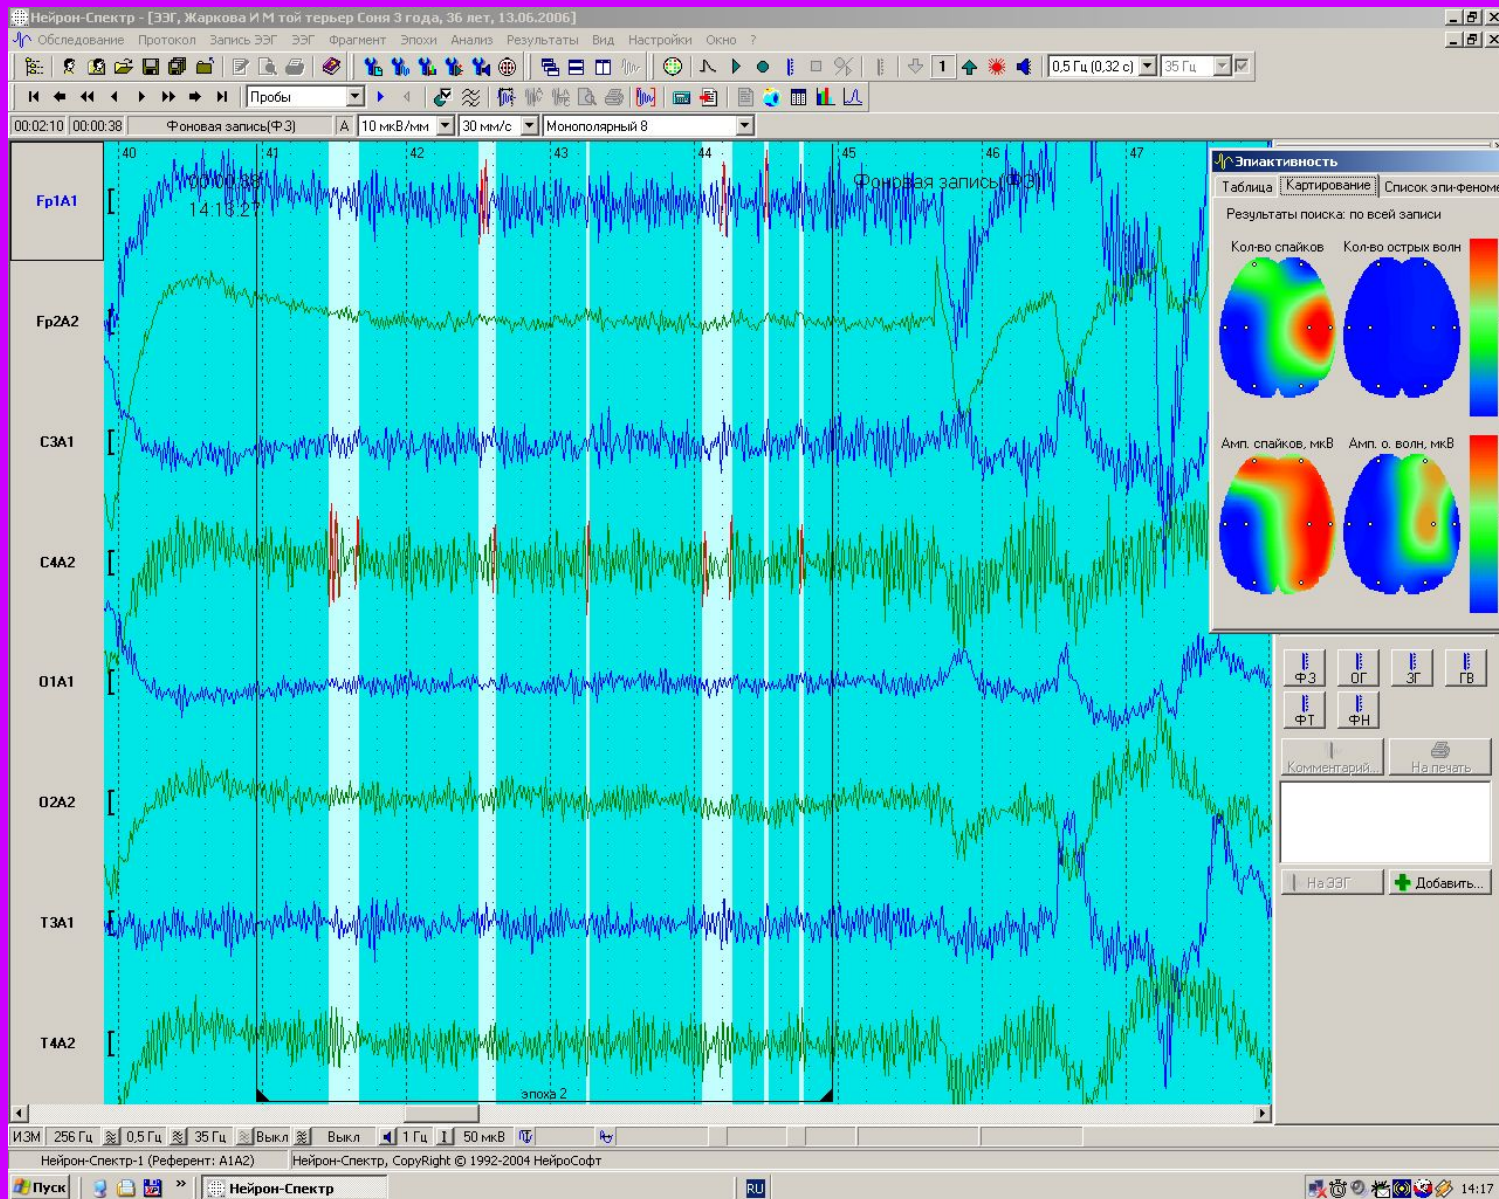 Нейрон-Спектр - [ЭЭГ, Жаркова И М той терьер Соня 3 года, 36 лет, 13.06.2006]
Обследование Протокол Запись ЭЭГ ЭЭГ Фрагмент Эпохи Анализ Результаты Вид Настройки Окно ?
1 0,5 Гц (0,32 с) 35 Гц
Пробы
00:02:10 00:00:38 Фоновая запись(ФЗ) А 10 мкВ/мм 30 мм/с Монополярный 8
40 41 42 43 44 45 46 47
00:00:38 Фоновая запись(ФЗ)
14:13:27
Fp1A1
Fp2A2
C3A1
C4A2
O1A1
O2A2
T3A1
T4A2
эпоха 2
Эпиактивность
Таблица Картирование Список эпи-феноме
Результаты поиска: по всей записи
Кол-во спайков Кол-во острых волн
Амп. спайков, мкВ Амп. о. волн, мкВ
ФЗ ОГ ЗГ ГВ
ФТ ФН
Комментарий... На печать
На ЭЭГ Добавить...
ИЗМ 256 Гц 0,5 Гц 35 Гц Выкл Выкл 1 Гц 50 мкВ
Нейрон-Спектр-1 (Референт: A1A2) Нейрон-Спектр, CopyRight © 1992-2004 НейроСофт
Пуск » Нейрон-Спектр RU 14:17